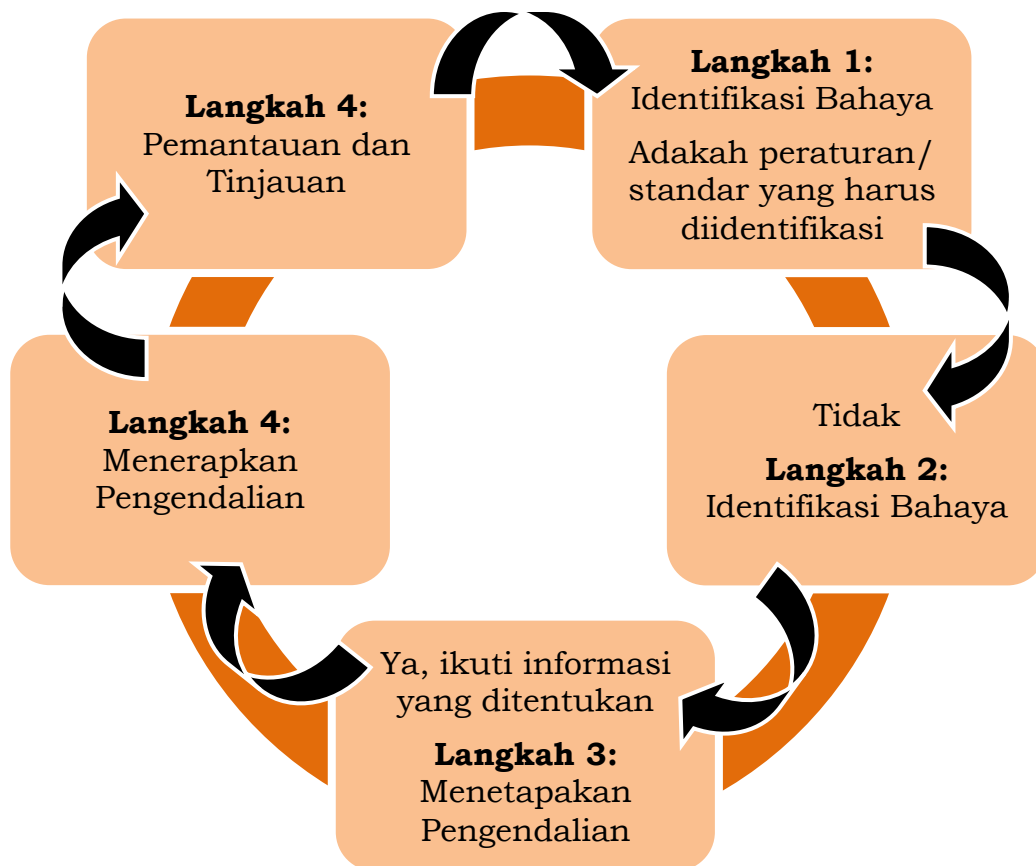 Langkah 1:
Identifikasi Bahaya
Adakah peraturan/
standar yang harus
diidentifikasi
Tidak
Langkah 2:
Identifikasi Bahaya
Ya, ikuti informasi
yang ditentukan
Langkah 3:
Menetapakan
Pengendalian
Langkah 4:
Menerapkan
Pengendalian
Langkah 4:
Pemantauan dan
Tinjauan